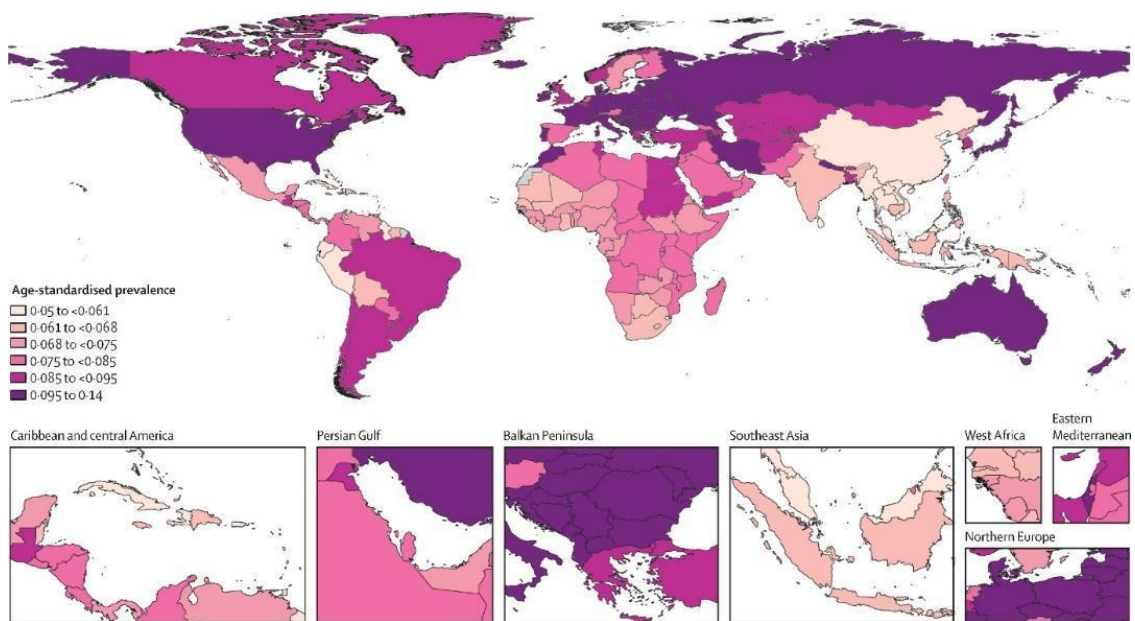 Age-standardised prevalence
0·05 to <0·061
0·061 to <0·068
0·068 to <0·075
0·075 to <0·085
0·085 to <0·095
0·095 to 0·14
Caribbean and central America
Persian Gulf
Balkan Peninsula
Southeast Asia
West Africa
Eastern
Mediterranean
Northern Europe